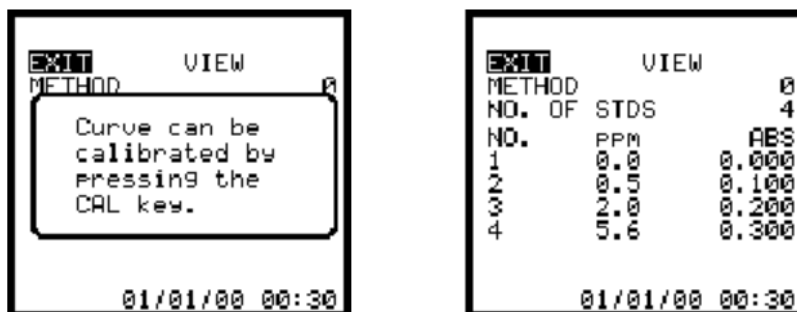 EXIT VIEW
METHOD 0
Curve can be
calibrated by
pressing the
CAL key.
01/01/00 00:30
EXIT VIEW
METHOD 0
NO. OF STDS 4
NO. PPM ABS
1 0.0 0.000
2 0.5 0.100
3 2.0 0.200
4 5.6 0.300
01/01/00 00:30